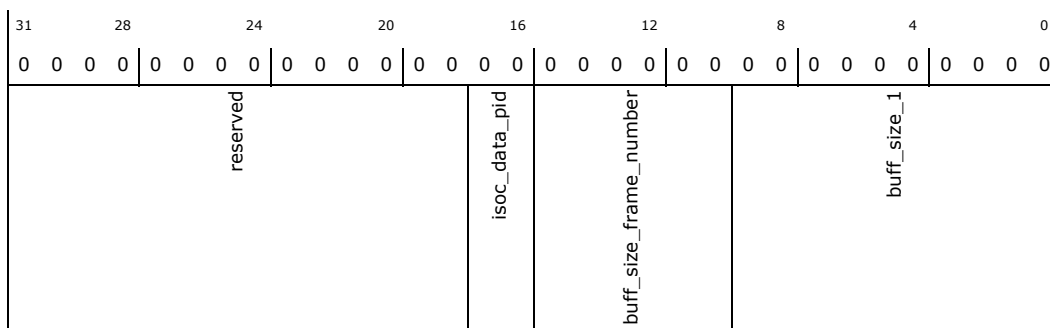 31 28 24 20 16 12 8 4 0
0 0 0 0 0 0 0 0 0 0 0 0 0 0 0 0 0 0 0 0 0 0 0 0 0 0 0 0 0 0 0 0
reserved
isoc_data_pid
buff_size_frame_number
buff_size_1